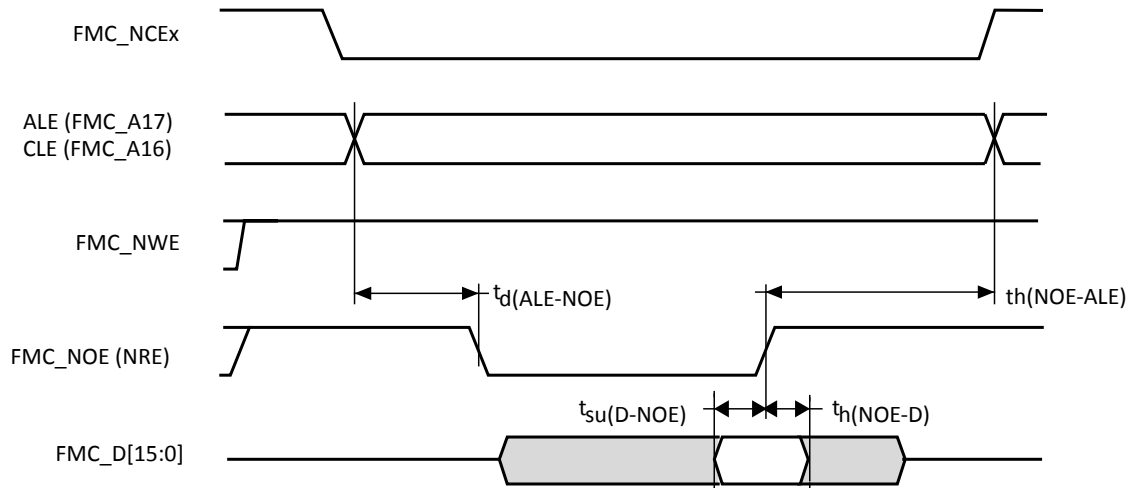 FMC_NCEx
ALE (FMC_A17)
CLE (FMC_A16)
FMC_NWE
td(ALE-NOE)
th(NOE-ALE)
FMC_NOE (NRE)
tsu(D-NOE)
th(NOE-D)
FMC_D[15:0]